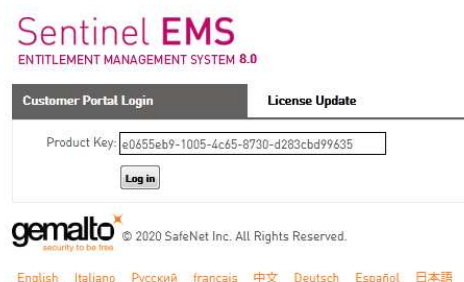 Sentinel EMS
ENTITLEMENT MANAGEMENT SYSTEM 8.0
Customer Portal Login License Update
Product Key: e0655eb9-1005-4c65-8730-d283cbd99635
Log in
gemalto © 2020 SafeNet Inc. All Rights Reserved.
security to be free
English Italiano Русский français 中文 Deutsch Español 日本語